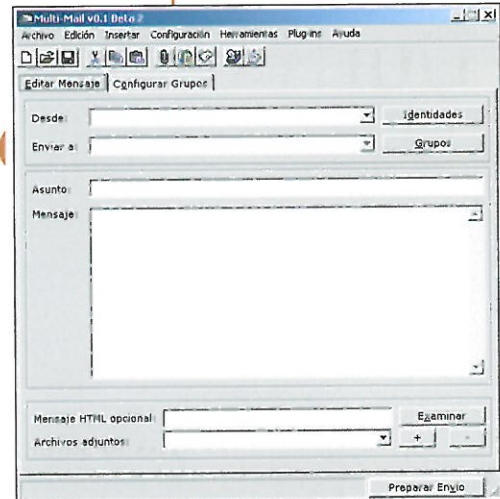 Multi-Mail v0.1 Beta 2
Archivo Edición Insertar Configuración Herramientas Plug-ins Ayuda
Editar Mensaje Configurar Grupos
Desde: Identidades
Enviar a: Grupos
Asunto:
Mensaje:
Mensaje HTML opcional: Examinar
Archivos adjuntos: + -
Preparar Envío